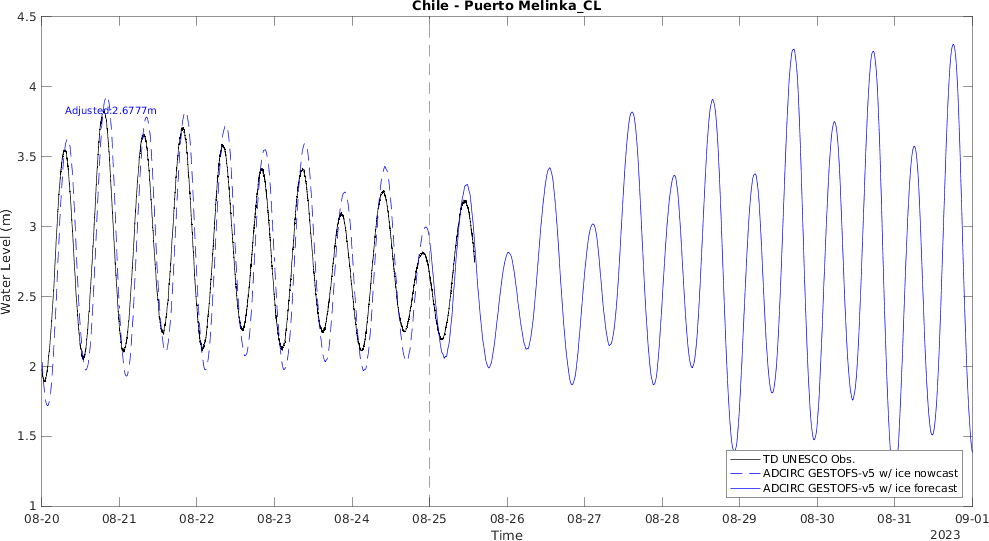 Chile - Puerto Melinka_CL
4.5
4
3.5
3
2.5
2
1.5
1
Water Level (m)
Adjusted:2.6777m
TD UNESCO Obs.
ADCIRC GESTOFS-v5 w/ ice nowcast
ADCIRC GESTOFS-v5 w/ ice forecast
08-20 08-21 08-22 08-23 08-24 08-25 08-26 08-27 08-28 08-29 08-30 08-31 09-01
Time
2023